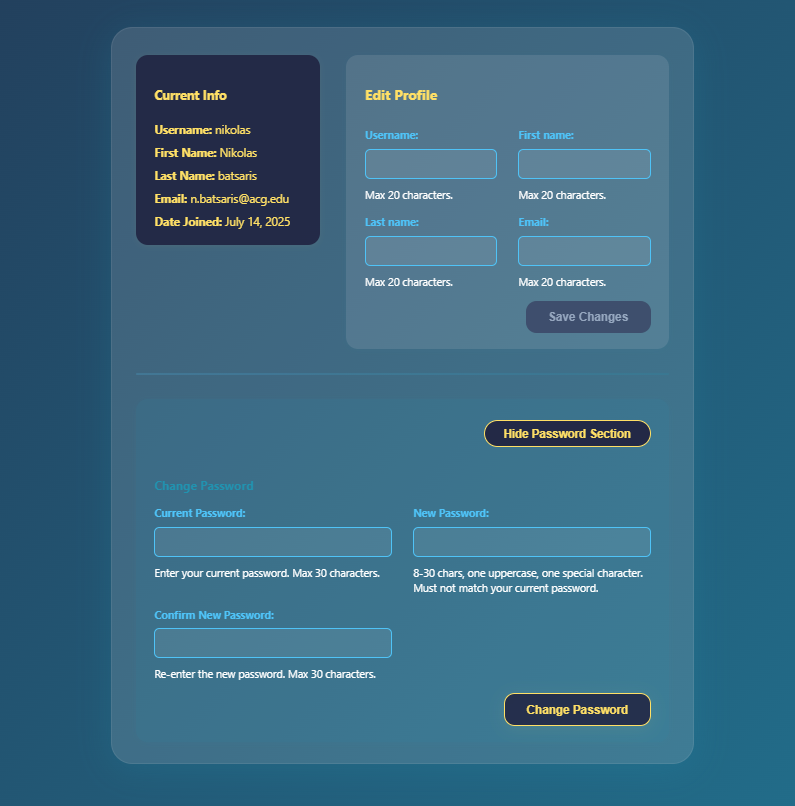 Current Info
Username: nikolas
First Name: Nikolas
Last Name: batsaris
Email: n.batsaris@acg.edu
Date Joined: July 14, 2025
Edit Profile
Username:
First name:
Max 20 characters.
Max 20 characters.
Last name:
Email:
Max 20 characters.
Max 20 characters.
Save Changes
Hide Password Section
Change Password
Current Password:
New Password:
Enter your current password. Max 30 characters.
8-30 chars, one uppercase, one special character.
Must not match your current password.
Confirm New Password:
Re-enter the new password. Max 30 characters.
Change Password